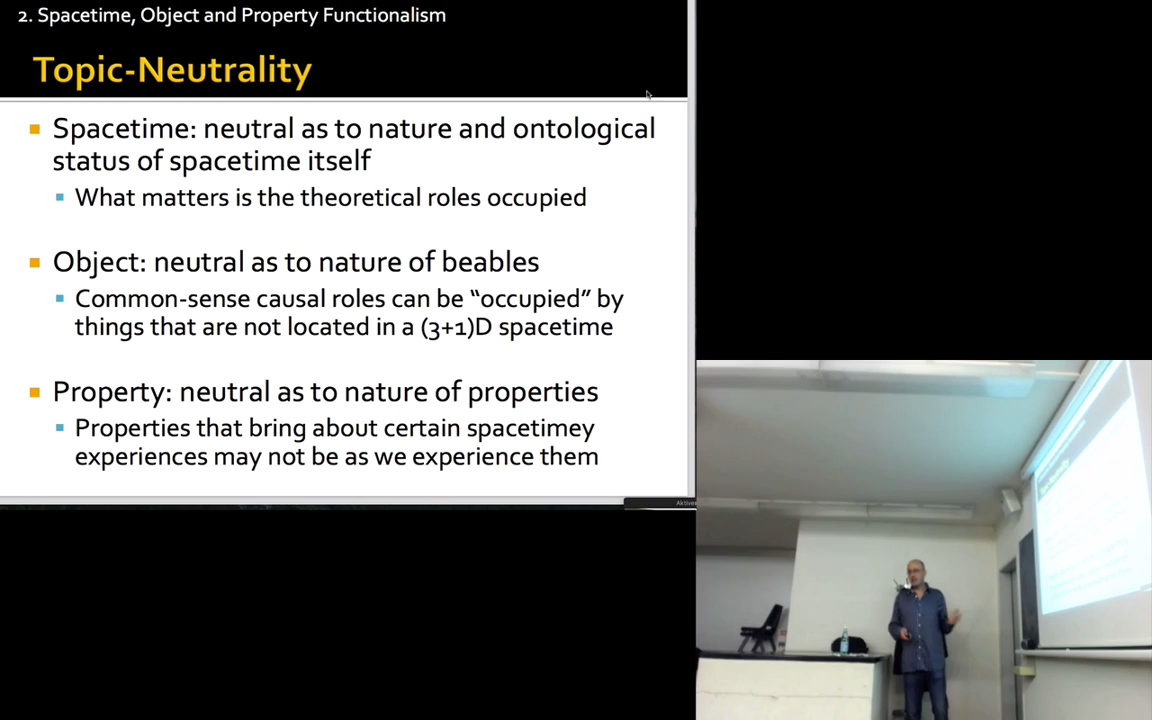 2. Spacetime, Object and Property Functionalism
Topic-Neutrality
Spacetime: neutral as to nature and ontological
status of spacetime itself
What matters is the theoretical roles occupied
Object: neutral as to nature of beables
Common-sense causal roles can be “occupied” by
things that are not located in a (3+1)D spacetime
Property: neutral as to nature of properties
Properties that bring about certain spacetimey
experiences may not be as we experience them